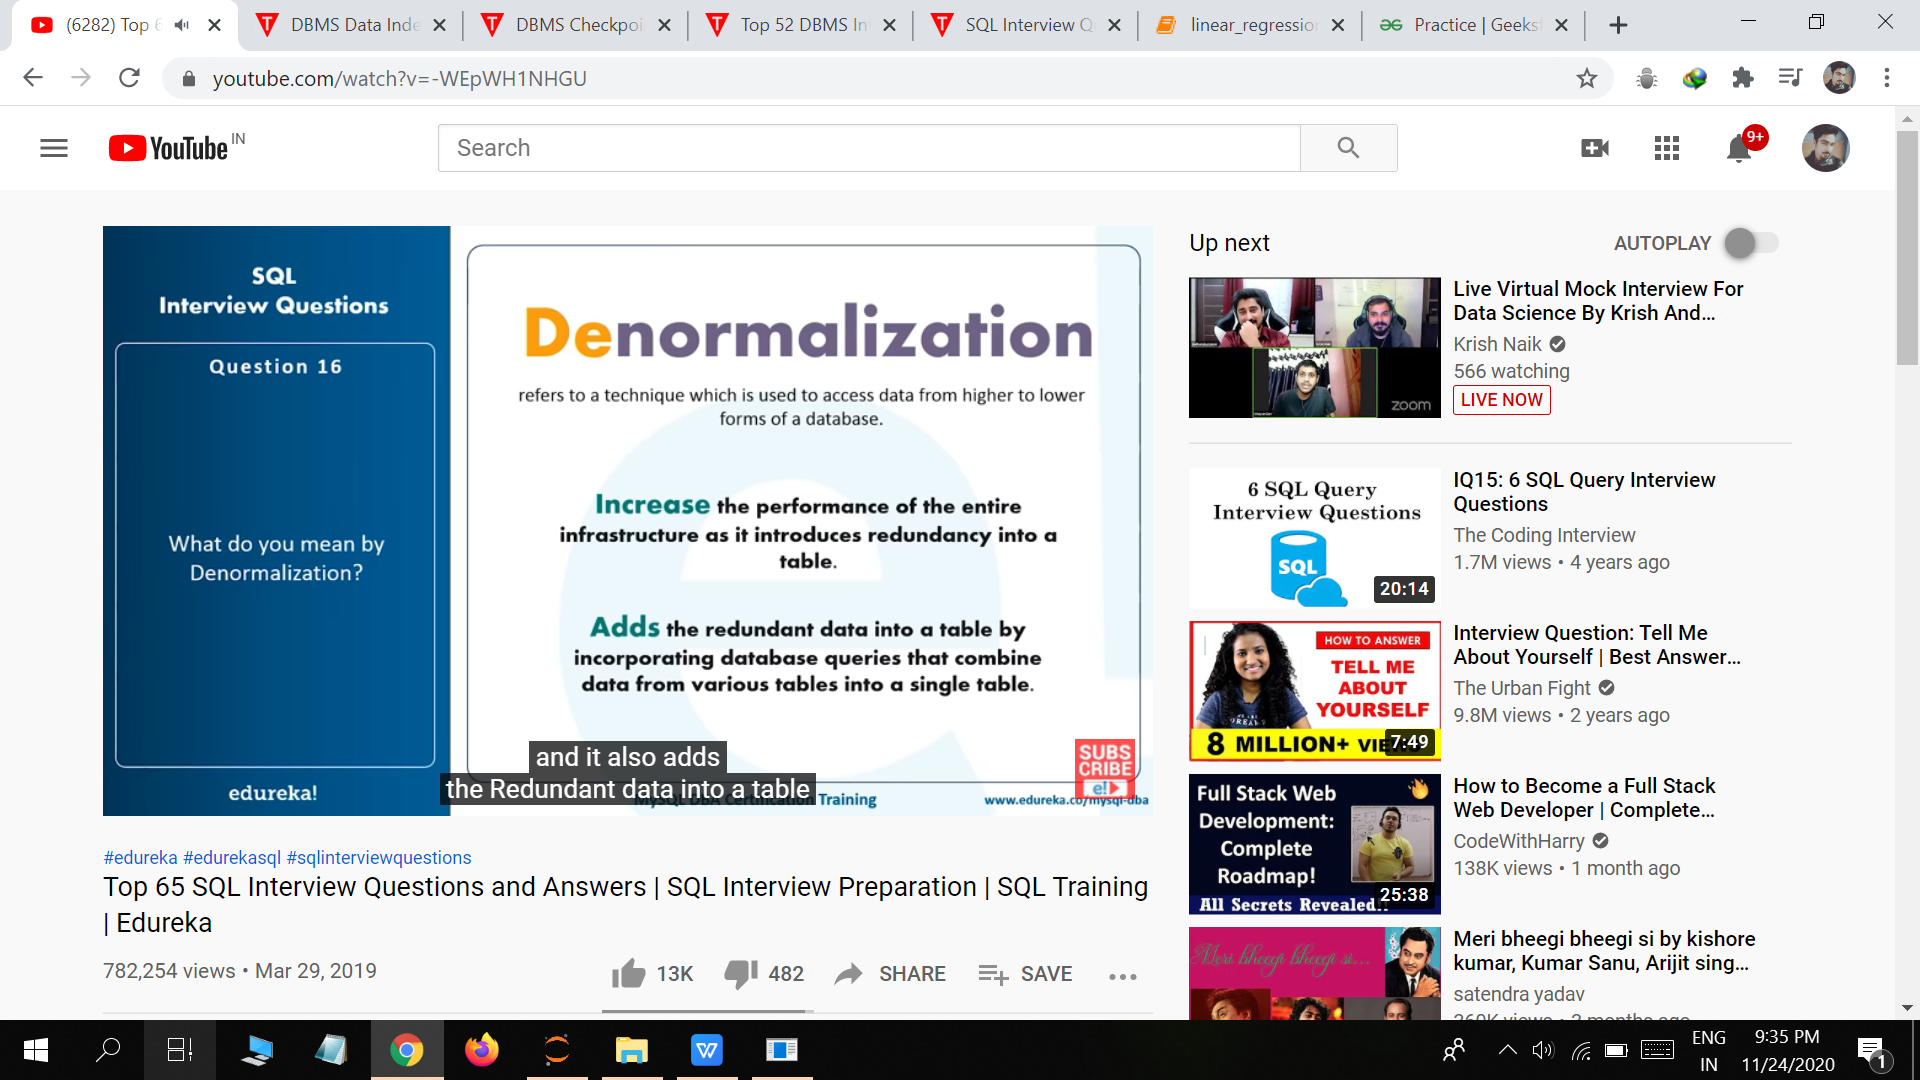 (6282) Top 6
DBMS Data Inde
DBMS Checkpoi
Top 52 DBMS In
SQL Interview Q
linear_regression
Practice | Geeksf
youtube.com/watch?v=-WEpWH1NHGU
YouTube IN
Search
9+
SQL
Interview Questions
Question 16
What do you mean by
Denormalization?
edureka!
Denormalization
refers to a technique which is used to access data from higher to lower
forms of a database.
Increase the performance of the entire
infrastructure as it introduces redundancy into a
table.
Adds the redundant data into a table by
incorporating database queries that combine
data from various tables into a single table.
and it also adds
the Redundant data into a table
MySQL DBA Certification Training
www.edureka.co/mysql-dba
SUBS
CRIBE
e!
#edureka #edurekasql #sqlinterviewquestions
Top 65 SQL Interview Questions and Answers | SQL Interview Preparation | SQL Training
| Edureka
782,254 views • Mar 29, 2019
13K
482
SHARE
SAVE
Up next
AUTOPLAY
zoom
Live Virtual Mock Interview For
Data Science By Krish And...
Krish Naik
566 watching
LIVE NOW
6 SQL Query
Interview Questions
SQL
20:14
IQ15: 6 SQL Query Interview
Questions
The Coding Interview
1.7M views • 4 years ago
HOW TO ANSWER
TELL ME
ABOUT
YOURSELF
8 MILLION+ VIE
7:49
Interview Question: Tell Me
About Yourself | Best Answer...
The Urban Fight
9.8M views • 2 years ago
Full Stack Web
Development:
Complete
Roadmap!
All Secrets Revealed!!
25:38
How to Become a Full Stack
Web Developer | Complete...
CodeWithHarry
138K views • 1 month ago
Meri bheegi bheegi si...
Meri bheegi bheegi si by kishore
kumar, Kumar Sanu, Arijit sing...
satendra yadav
360K views • 2 months ago
ENG
IN
9:35 PM
11/24/2020
1